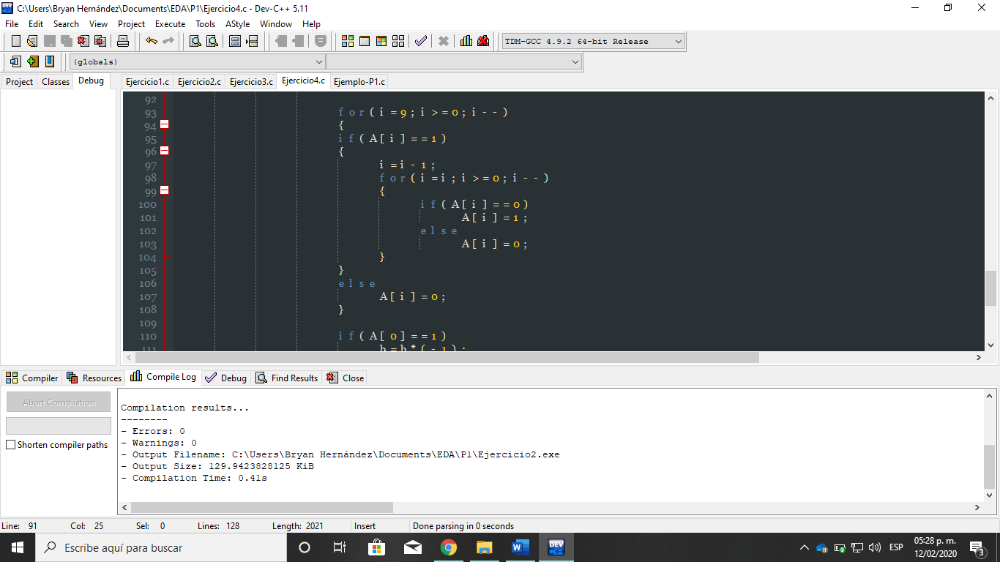 C:\Users\Bryan Hernández\Documents\EDA\P1\Ejercicio4.c - Dev-C++ 5.11
File Edit Search View Project Execute Tools AStyle Window Help
TDM-GCC 4.9.2 64-bit Release
(globals)
Project Classes Debug
Ejercicio1.c Ejercicio2.c Ejercicio3.c Ejercicio4.c Ejemplo-P1.c
92
93 for(i=9;i>=0;i--)
94 {
95 if(A[i]==1)
96 {
97 i=i-1;
98 for(i=i;i>=0;i--)
99 {
100 if(A[i]==0)
101 A[i]=1;
102 else
103 A[i]=0;
104 }
105 }
106 else
107 A[i]=0;
108 }
109
110 if(A[0]==1)
111 b=b*(-1);
Compiler Resources Compile Log Debug Find Results Close
Abort Compilation
Shorten compiler paths
Compilation results...
--------
- Errors: 0
- Warnings: 0
- Output Filename: C:\Users\Bryan Hernández\Documents\EDA\P1\Ejercicio2.exe
- Output Size: 129.9423828125 KiB
- Compilation Time: 0.41s
Line: 91 Col: 25 Sel: 0 Lines: 128 Length: 2021 Insert Done parsing in 0 seconds
Escribe aquí para buscar
ESP
05:28 p. m.
12/02/2020
3